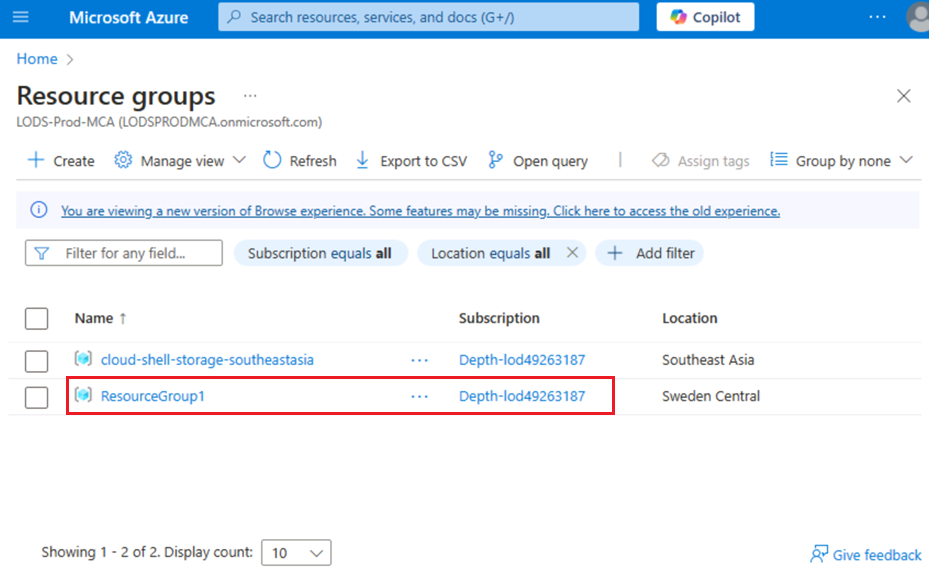 Microsoft Azure
Search resources, services, and docs (G+/)
Copilot
...
Home >
Resource groups ...
LODS-Prod-MCA (LODSPRODMCA.onmicrosoft.com)
+ Create
Manage view
Refresh
Export to CSV
Open query
Assign tags
Group by none
You are viewing a new version of Browse experience. Some features may be missing. Click here to access the old experience.
Filter for any field...
Subscription equals all
Location equals all
Add filter
Name ↑ Subscription Location
cloud-shell-storage-southeastasia ... Depth-lod49263187 Southeast Asia
ResourceGroup1 ... Depth-lod49263187 Sweden Central
Showing 1 - 2 of 2. Display count: 10
Give feedback